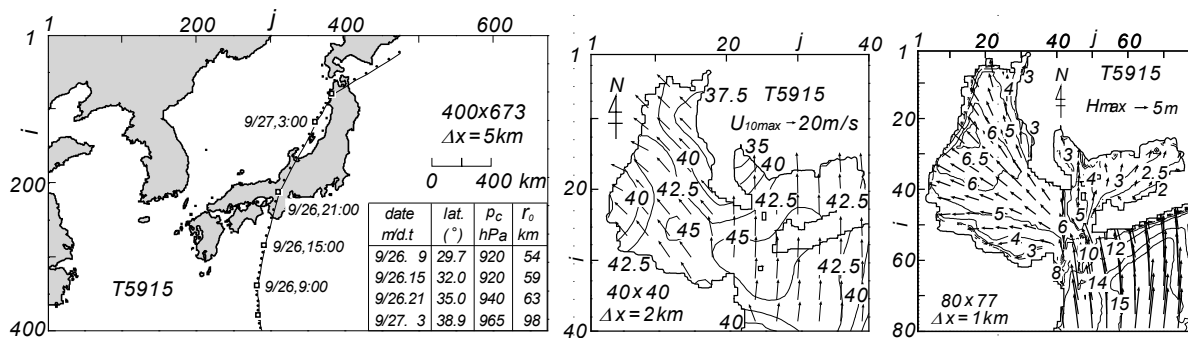 j
1 200 400 600
1
200
400
i
9/27,3:00
400x673
Δx=5km
0 400 km
9/26,21:00
9/26,15:00
9/26,9:00
T5915
date lat. pc r0
m/d.t (°) hPa km
9/26. 9 29.7 920 54
9/26.15 32.0 920 59
9/26.21 35.0 940 63
9/27. 3 38.9 965 98
1 20 j 40
1
20
i
40
N
T5915
U10max → 20m/s
37.5
35
40
40
42.5
42.5
40
45
45
42.5
42.5
40
40
40x40
Δx=2km
1 20 40 j 60
1
20
40
i
60
80
N
T5915
Hmax → 5m
3
4
3
5
6
6.5
6
3
3
4
3
2.5
2
5
5
6
4
3
10
12
8
14
15
80x77
Δx=1km